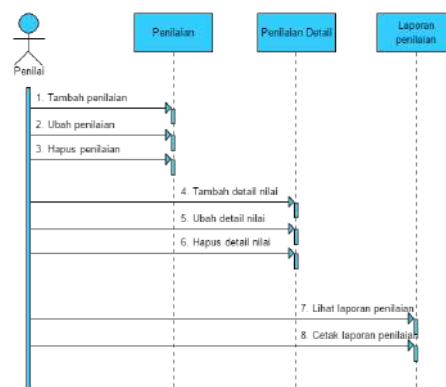 Penilai
Penilaian
Penilaian Detail
Laporan
penilaian
1. Tambah penilaian
2. Ubah penilaian
3. Hapus penilaian
4. Tambah detail nilai
5. Ubah detail nilai
6. Hapus detail nilai
7. Lihat laporan penilaian
8. Cetak laporan penilaian